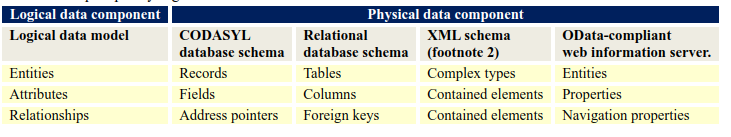 Logical data component Physical data component
Logical data model CODASYL database schema Relational database schema XML schema (footnote 2) OData-compliant web information server.
Entities Records Tables Complex types Entities
Attributes Fields Columns Contained elements Properties
Relationships Address pointers Foreign keys Contained elements Navigation properties